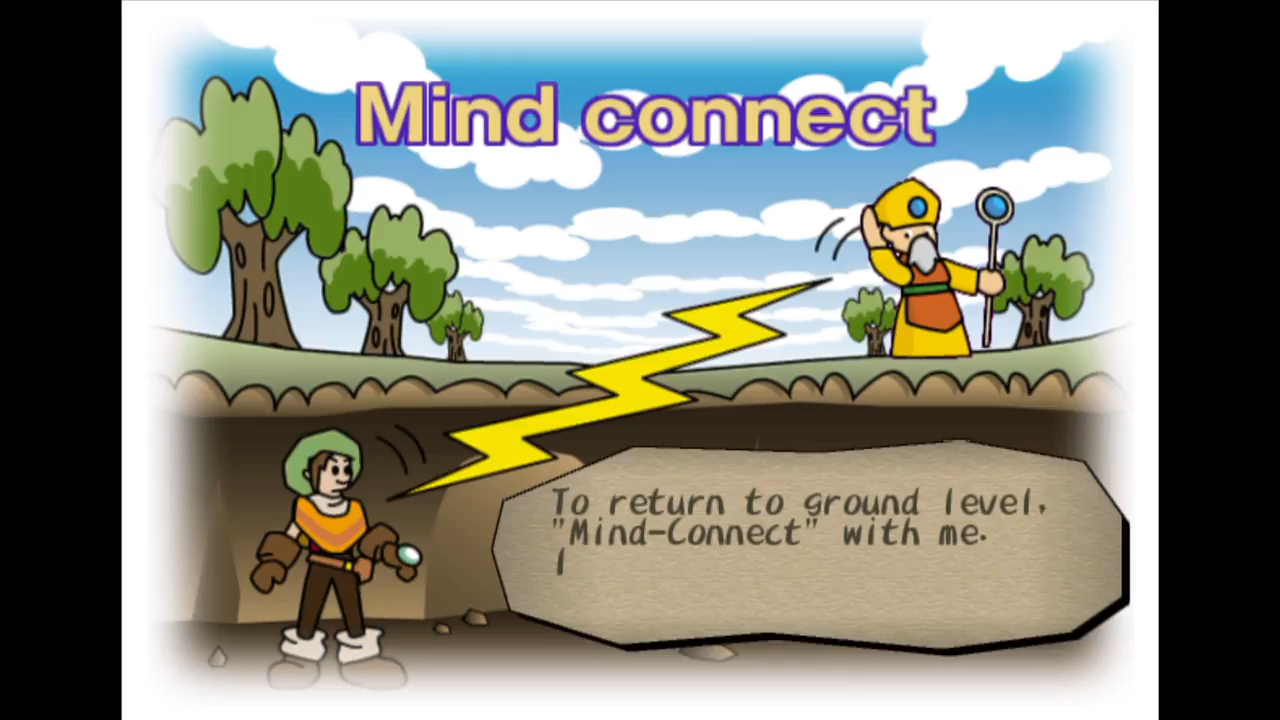 Mind connect
To return to ground level,
"Mind-Connect" with me.